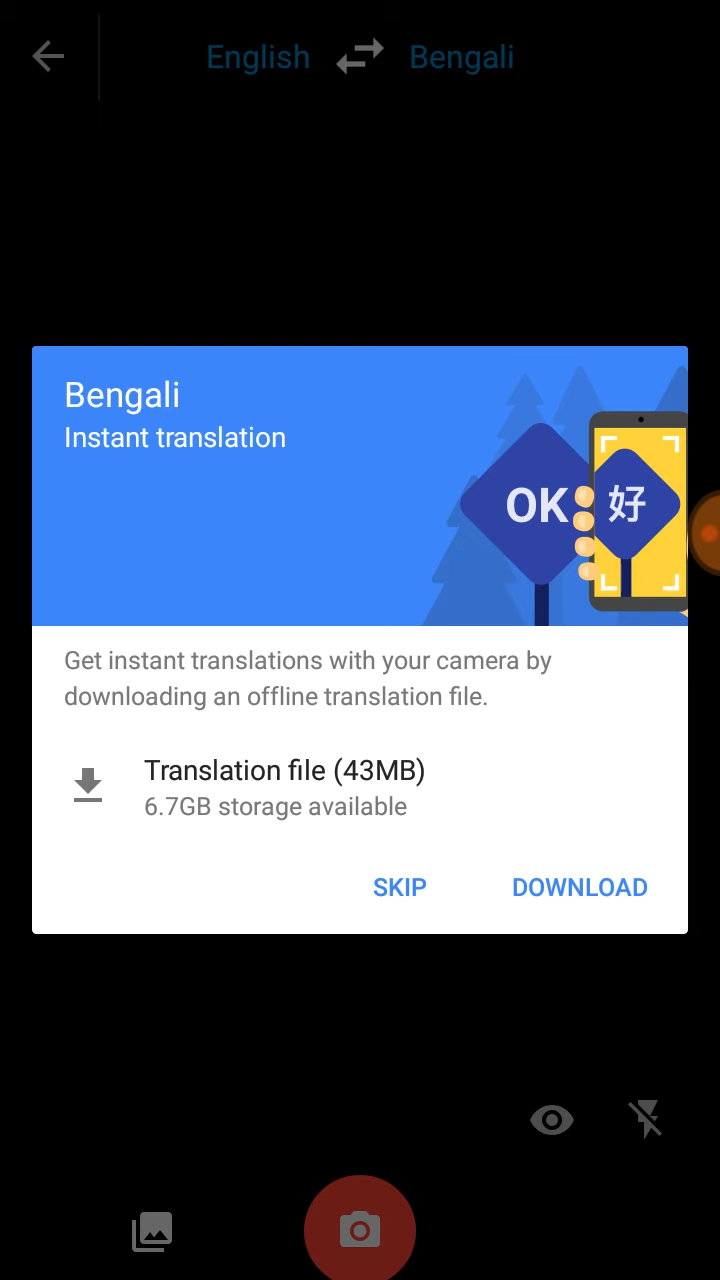 English Bengali
Bengali
Instant translation
OK 好
Get instant translations with your camera by
downloading an offline translation file.
Translation file (43MB)
6.7GB storage available
SKIP DOWNLOAD